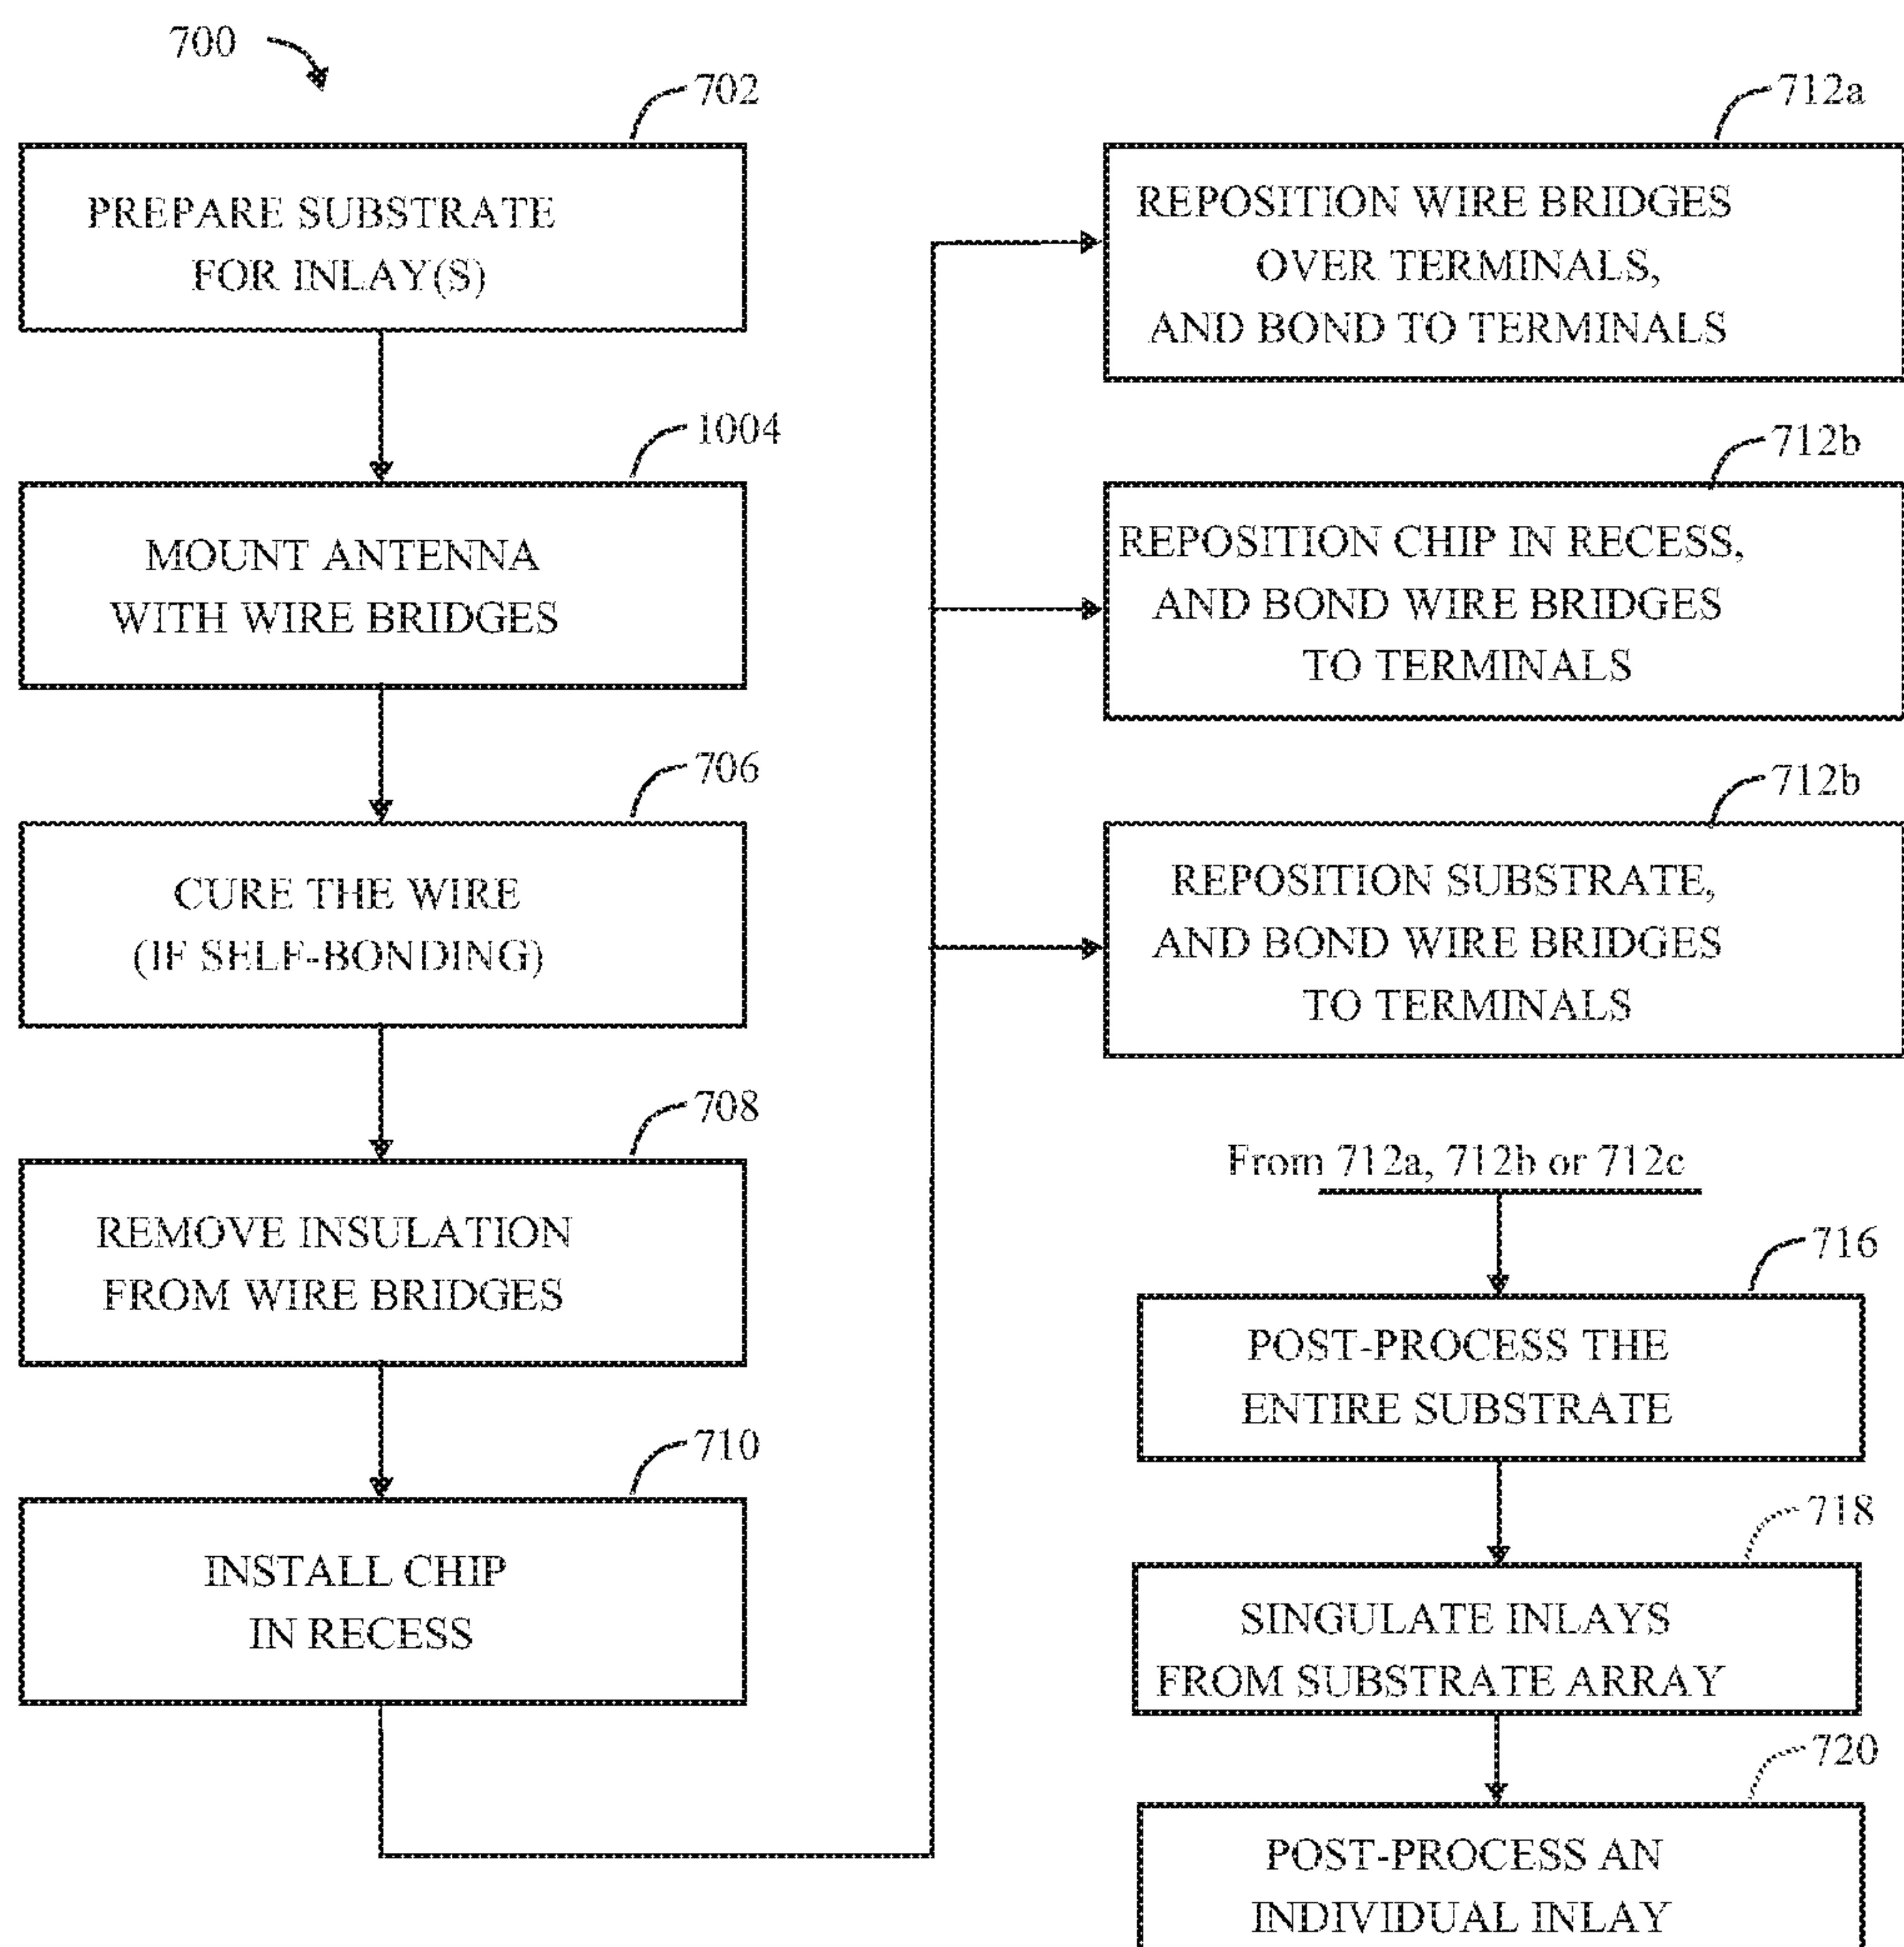 700
702
PREPARE SUBSTRATE
FOR INLAY(S)
1004
MOUNT ANTENNA
WITH WIRE BRIDGES
706
CURE THE WIRE
(IF SELF-BONDING)
708
REMOVE INSULATION
FROM WIRE BRIDGES
710
INSTALL CHIP
IN RECESS
712a
REPOSITION WIRE BRIDGES
OVER TERMINALS,
AND BOND TO TERMINALS
712b
REPOSITION CHIP IN RECESS,
AND BOND WIRE BRIDGES
TO TERMINALS
712b
REPOSITION SUBSTRATE,
AND BOND WIRE BRIDGES
TO TERMINALS
From 712a, 712b or 712c
716
POST-PROCESS THE
ENTIRE SUBSTRATE
718
SINGULATE INLAYS
FROM SUBSTRATE ARRAY
720
POST-PROCESS AN
INDIVIDUAL INLAY